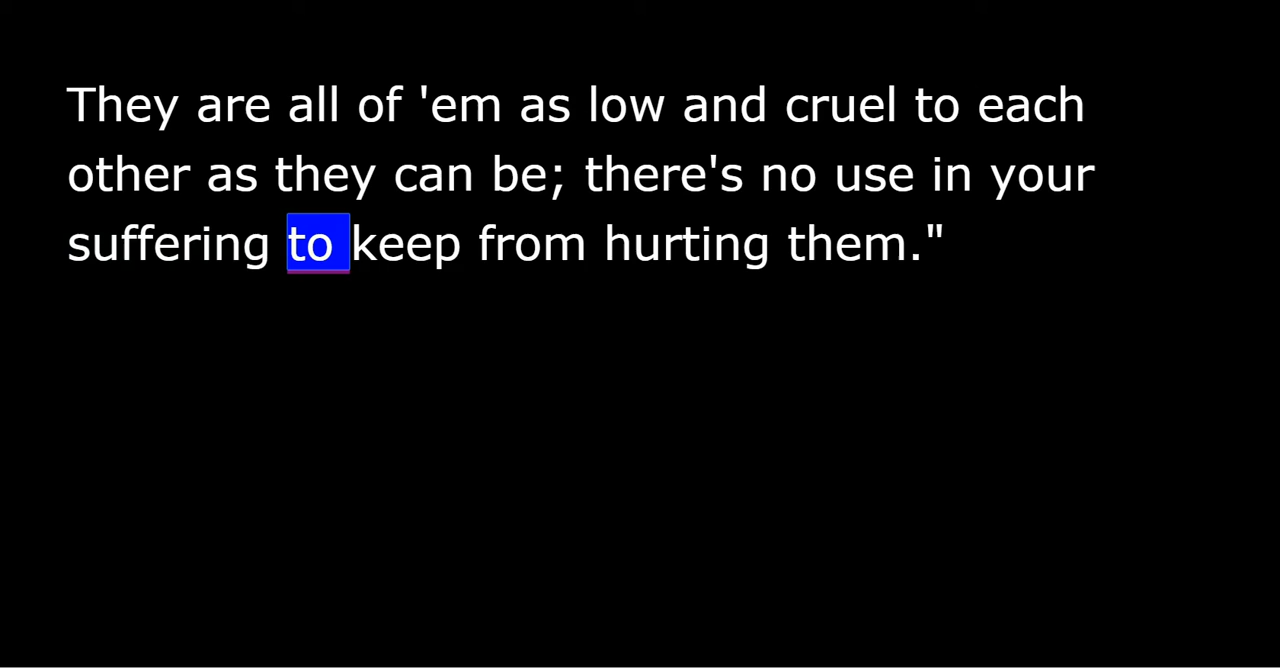 They are all of 'em as low and cruel to each
other as they can be; there's no use in your
suffering to keep from hurting them."